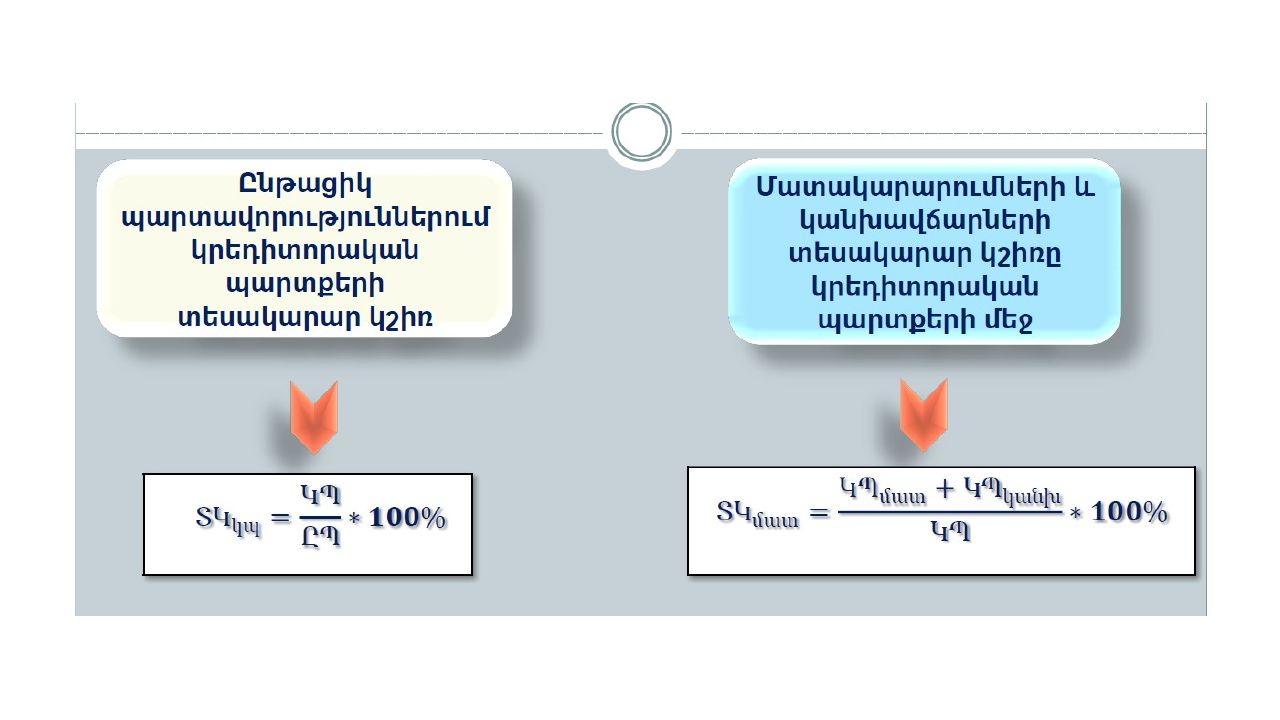 Ընթացիկ
պարտավորություններում
կրեդիտորական
պարտքերի
տեսակարար կշիռ
ՏԿկպ = ԿՊ/ԸՊ * 100%
Մատակարարումների և
կանխավճարների
տեսակարար կշիռը
կրեդիտորական
պարտքերի մեջ
ՏԿմատ = ԿՊմատ + ԿՊկանխ/ԿՊ * 100%